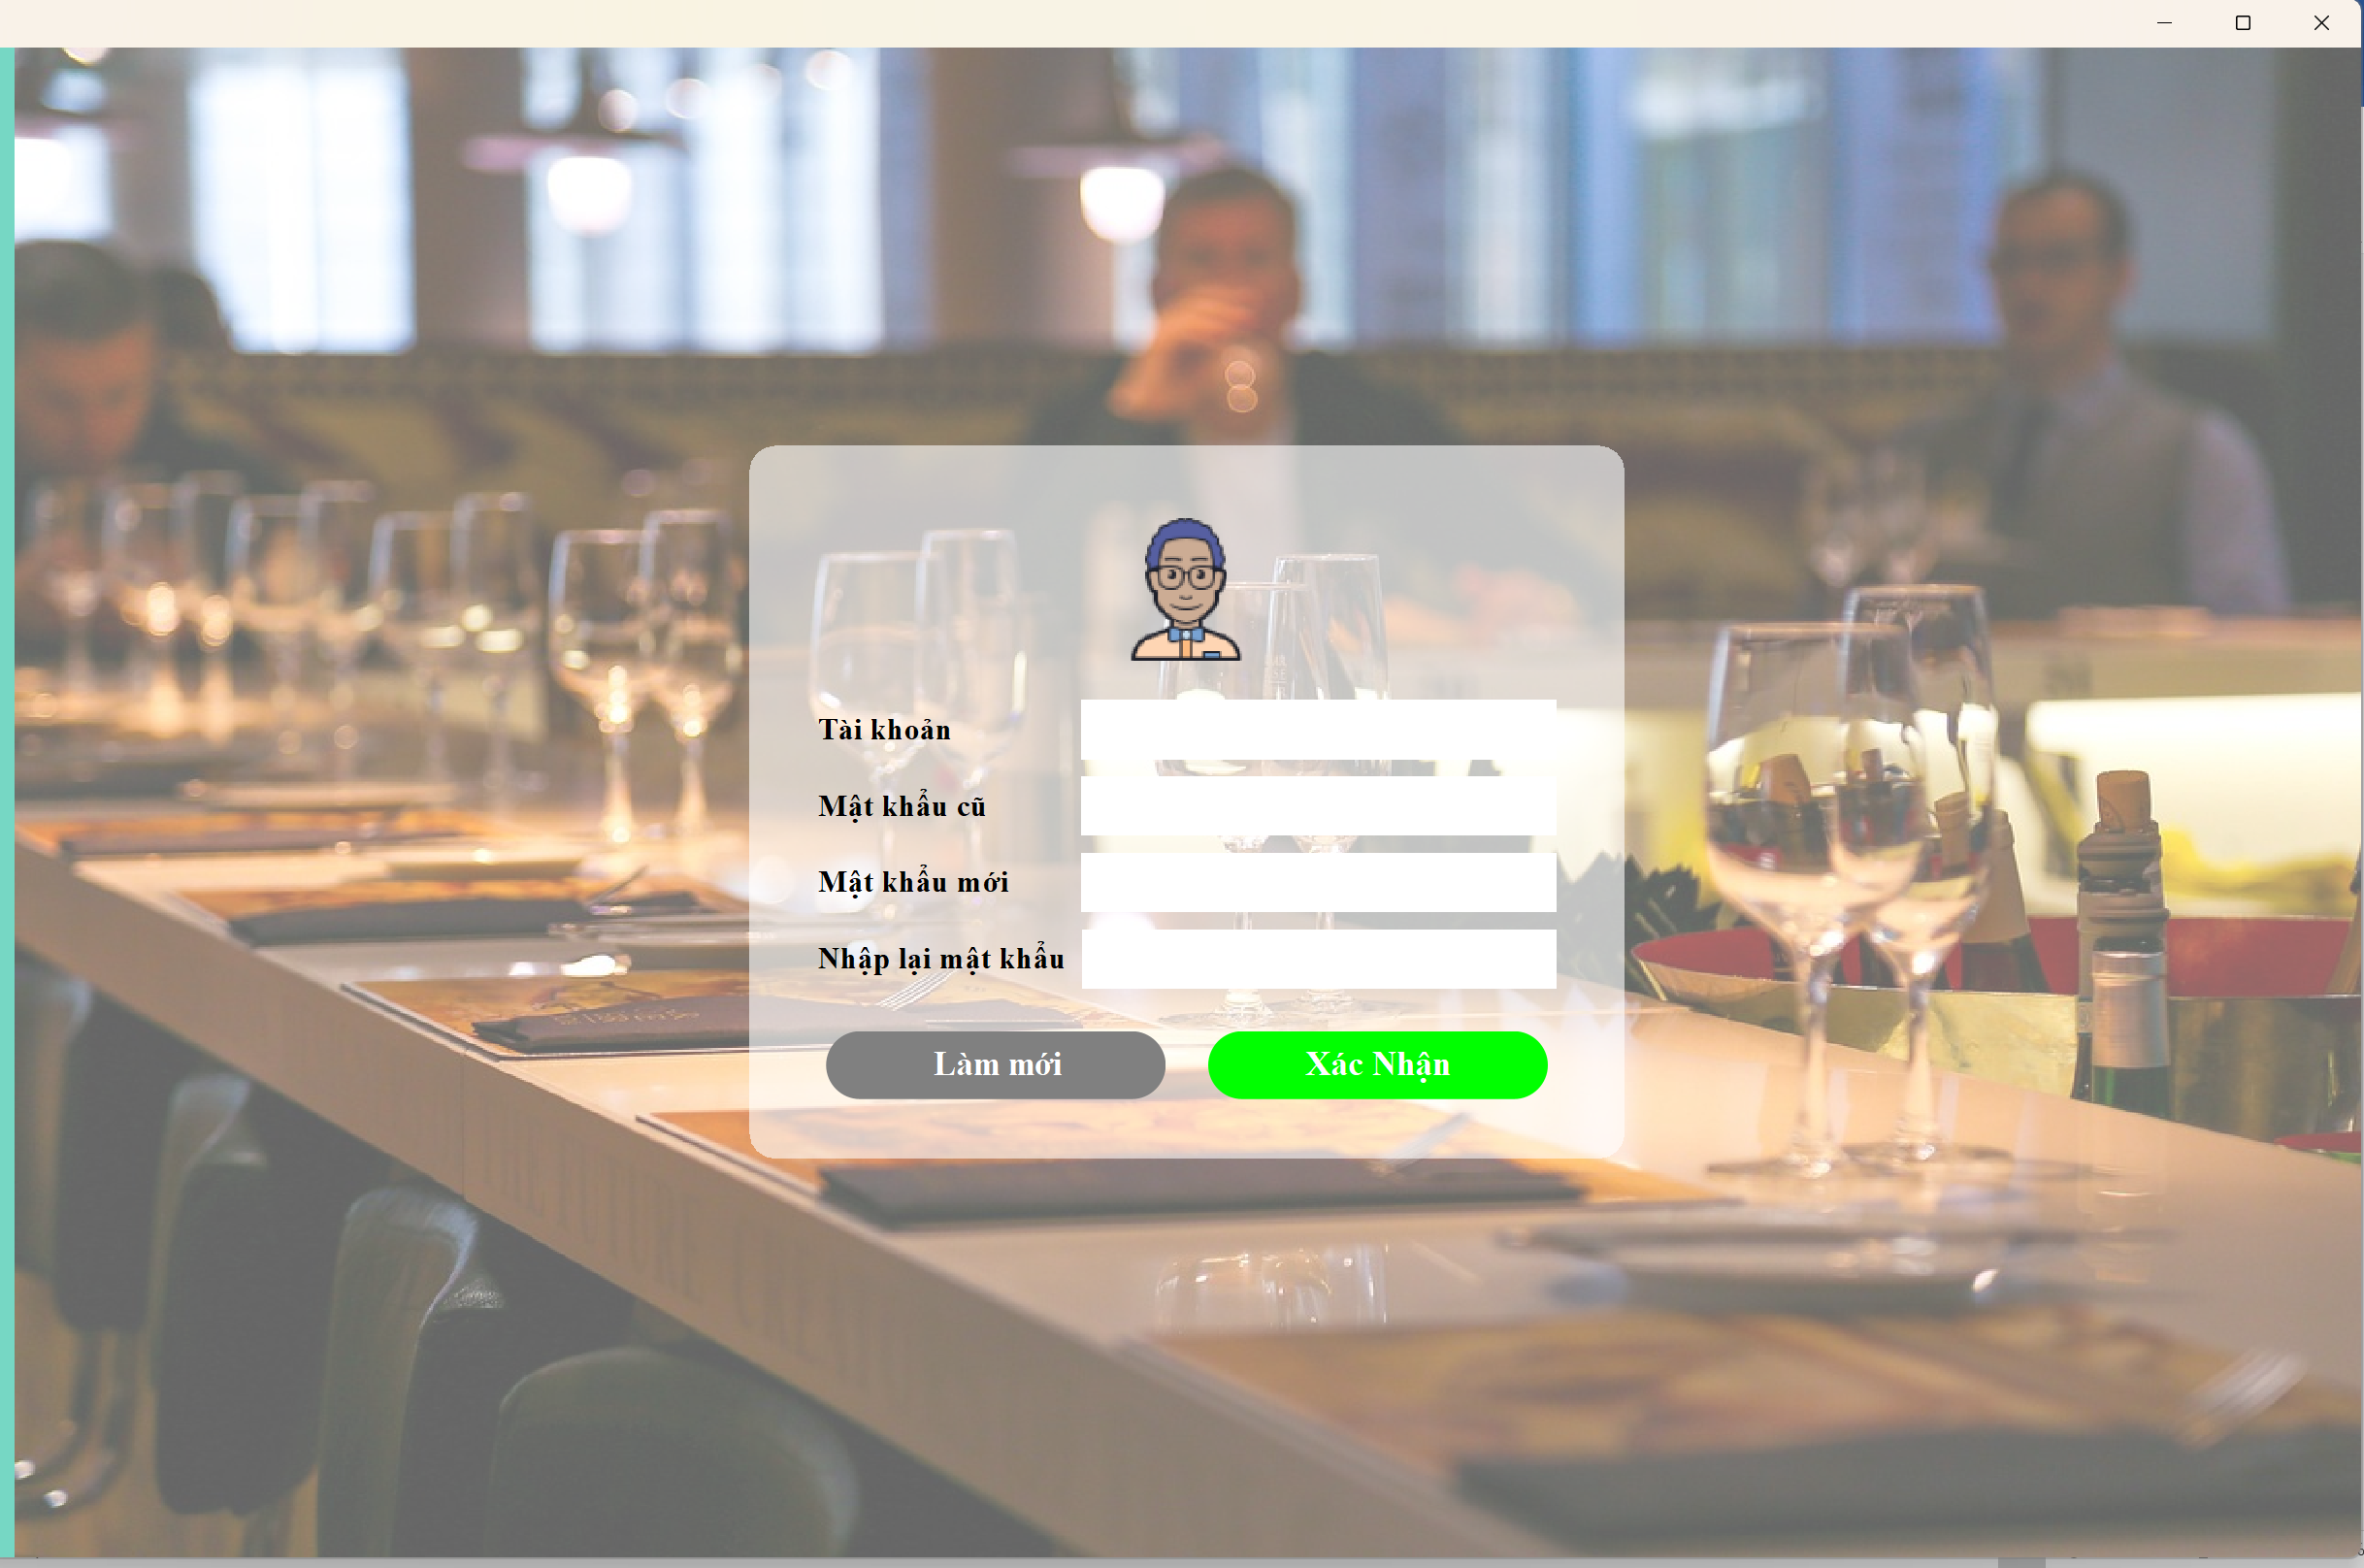 Tài khoản
Mật khẩu cũ
Mật khẩu mới
Nhập lại mật khẩu
Làm mới
Xác Nhận